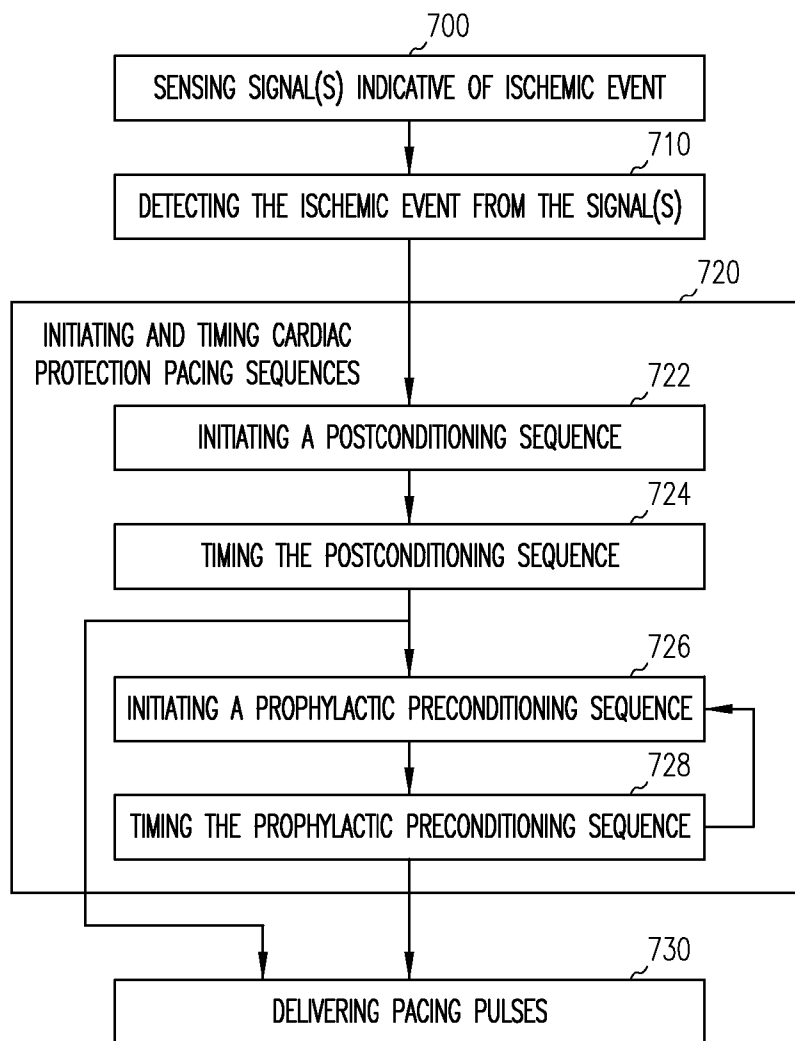 700
SENSING SIGNAL(S) INDICATIVE OF ISCHEMIC EVENT
710
DETECTING THE ISCHEMIC EVENT FROM THE SIGNAL(S)
720
INITIATING AND TIMING CARDIAC
PROTECTION PACING SEQUENCES
722
INITIATING A POSTCONDITIONING SEQUENCE
724
TIMING THE POSTCONDITIONING SEQUENCE
726
INITIATING A PROPHYLACTIC PRECONDITIONING SEQUENCE
728
TIMING THE PROPHYLACTIC PRECONDITIONING SEQUENCE
730
DELIVERING PACING PULSES